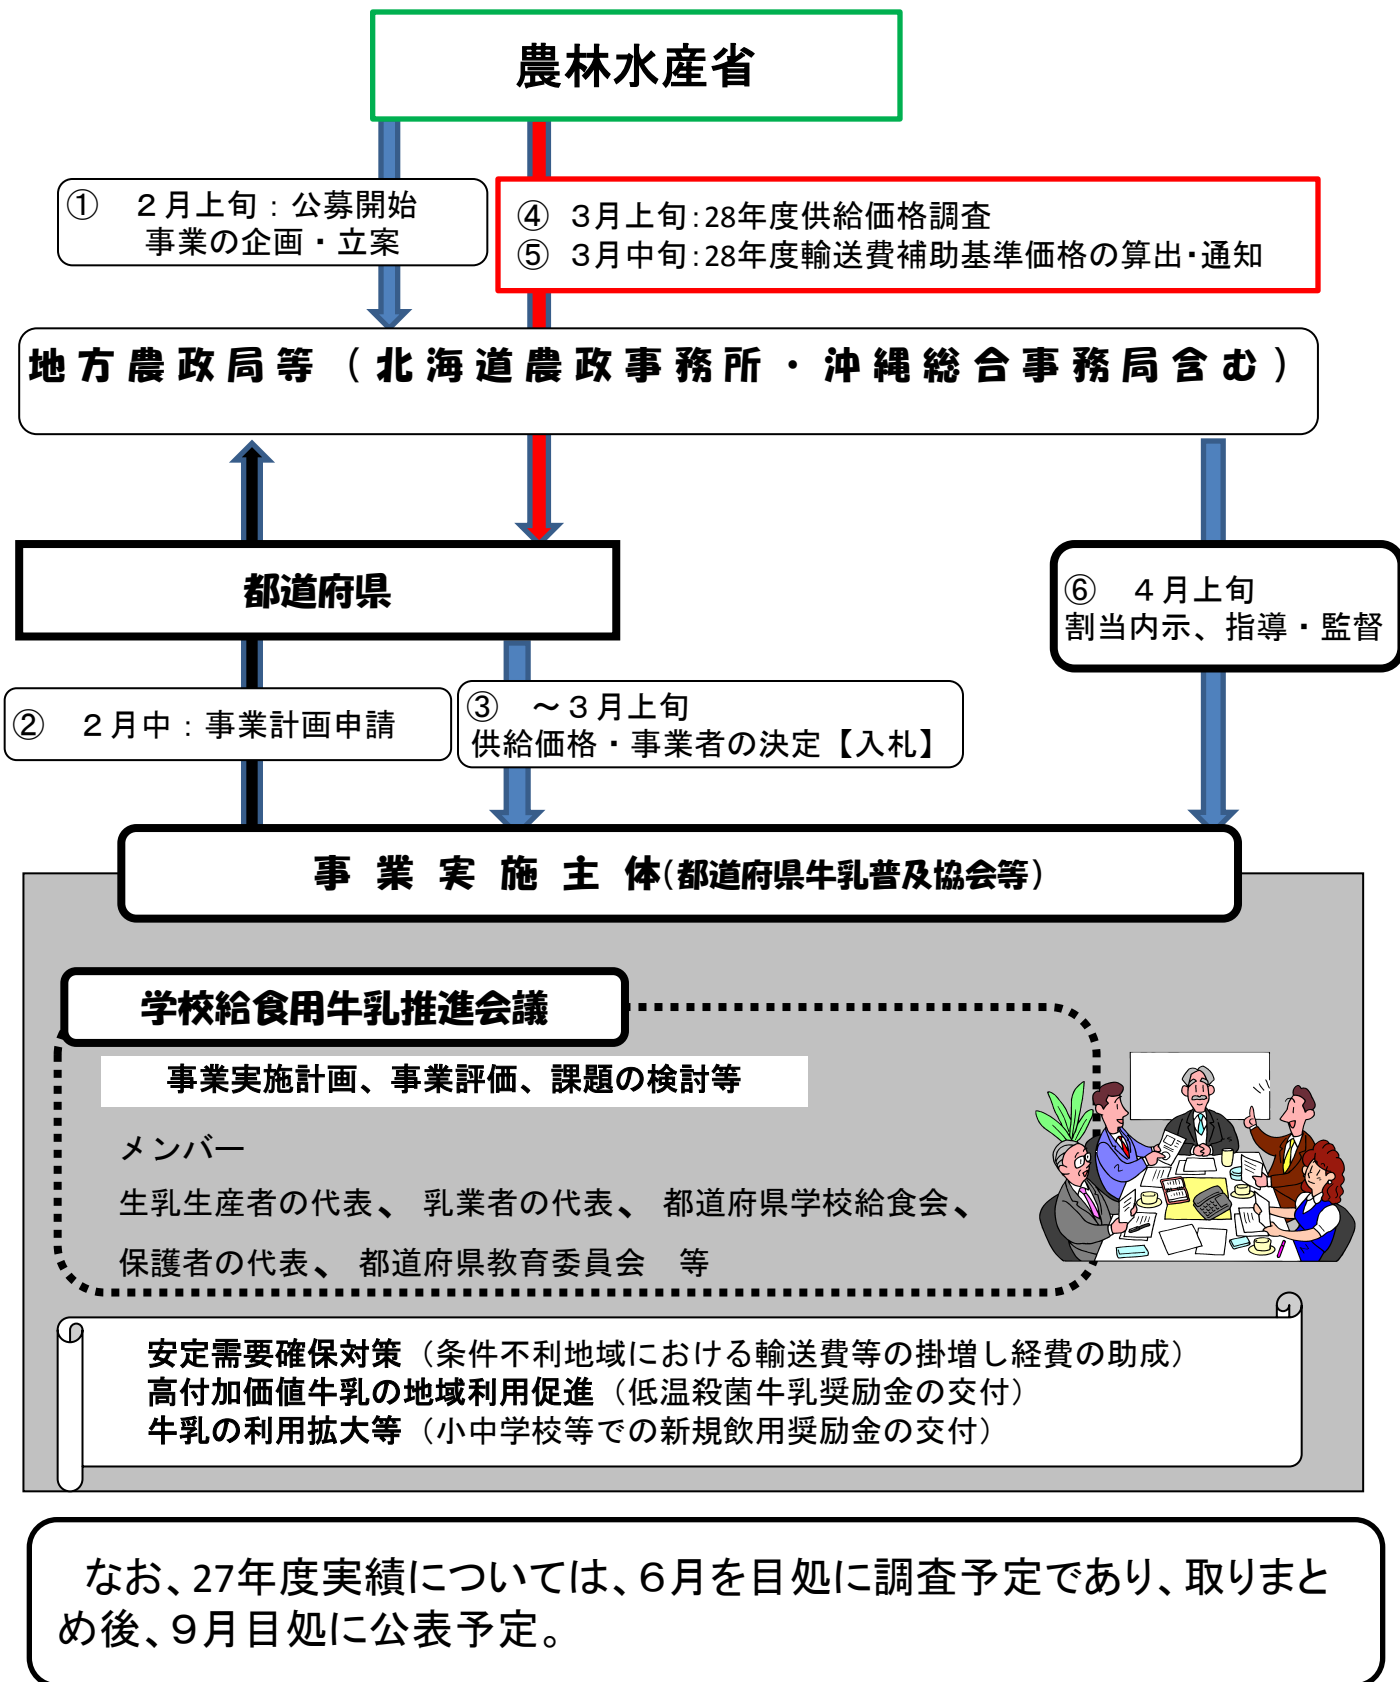 農林水産省
① ２月上旬：公募開始
事業の企画・立案
④ ３月上旬：28年度供給価格調査
⑤ ３月中旬：28年度輸送費補助基準価格の算出・通知
地方農政局等（北海道農政事務所・沖縄総合事務局含む）
都道府県
⑥ ４月上旬
割当内示、指導・監督
② ２月中：事業計画申請
③ ～３月上旬
供給価格・事業者の決定【入札】
事業実施主体(都道府県牛乳普及協会等)
学校給食用牛乳推進会議
事業実施計画、事業評価、課題の検討等
メンバー
生乳生産者の代表、 乳業者の代表、 都道府県学校給食会、
保護者の代表、 都道府県教育委員会 等
安定需要確保対策（条件不利地域における輸送費等の掛増し経費の助成）
高付加価値牛乳の地域利用促進（低温殺菌牛乳奨励金の交付）
牛乳の利用拡大等（小中学校等での新規飲用奨励金の交付）
なお、27年度実績については、６月を目処に調査予定であり、取りまと
め後、９月目処に公表予定。